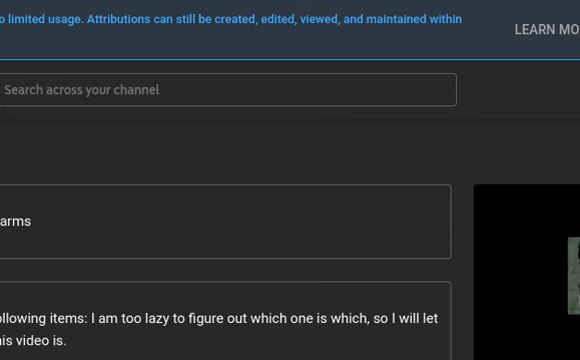 o limited usage. Attributions can still be created, edited, viewed, and maintained within
LEARN MO
Search across your channel
arms
ollowing items: I am too lazy to figure out which one is which, so I will let
is video is.